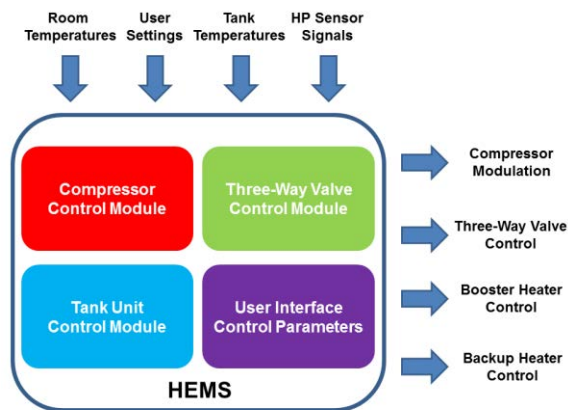 Room
Temperatures
User
Settings
Tank
Temperatures
HP Sensor
Signals
Compressor
Control Module
Three-Way Valve
Control Module
Tank Unit
Control Module
User Interface
Control Parameters
HEMS
Compressor
Modulation
Three-Way Valve
Control
Booster Heater
Control
Backup Heater
Control